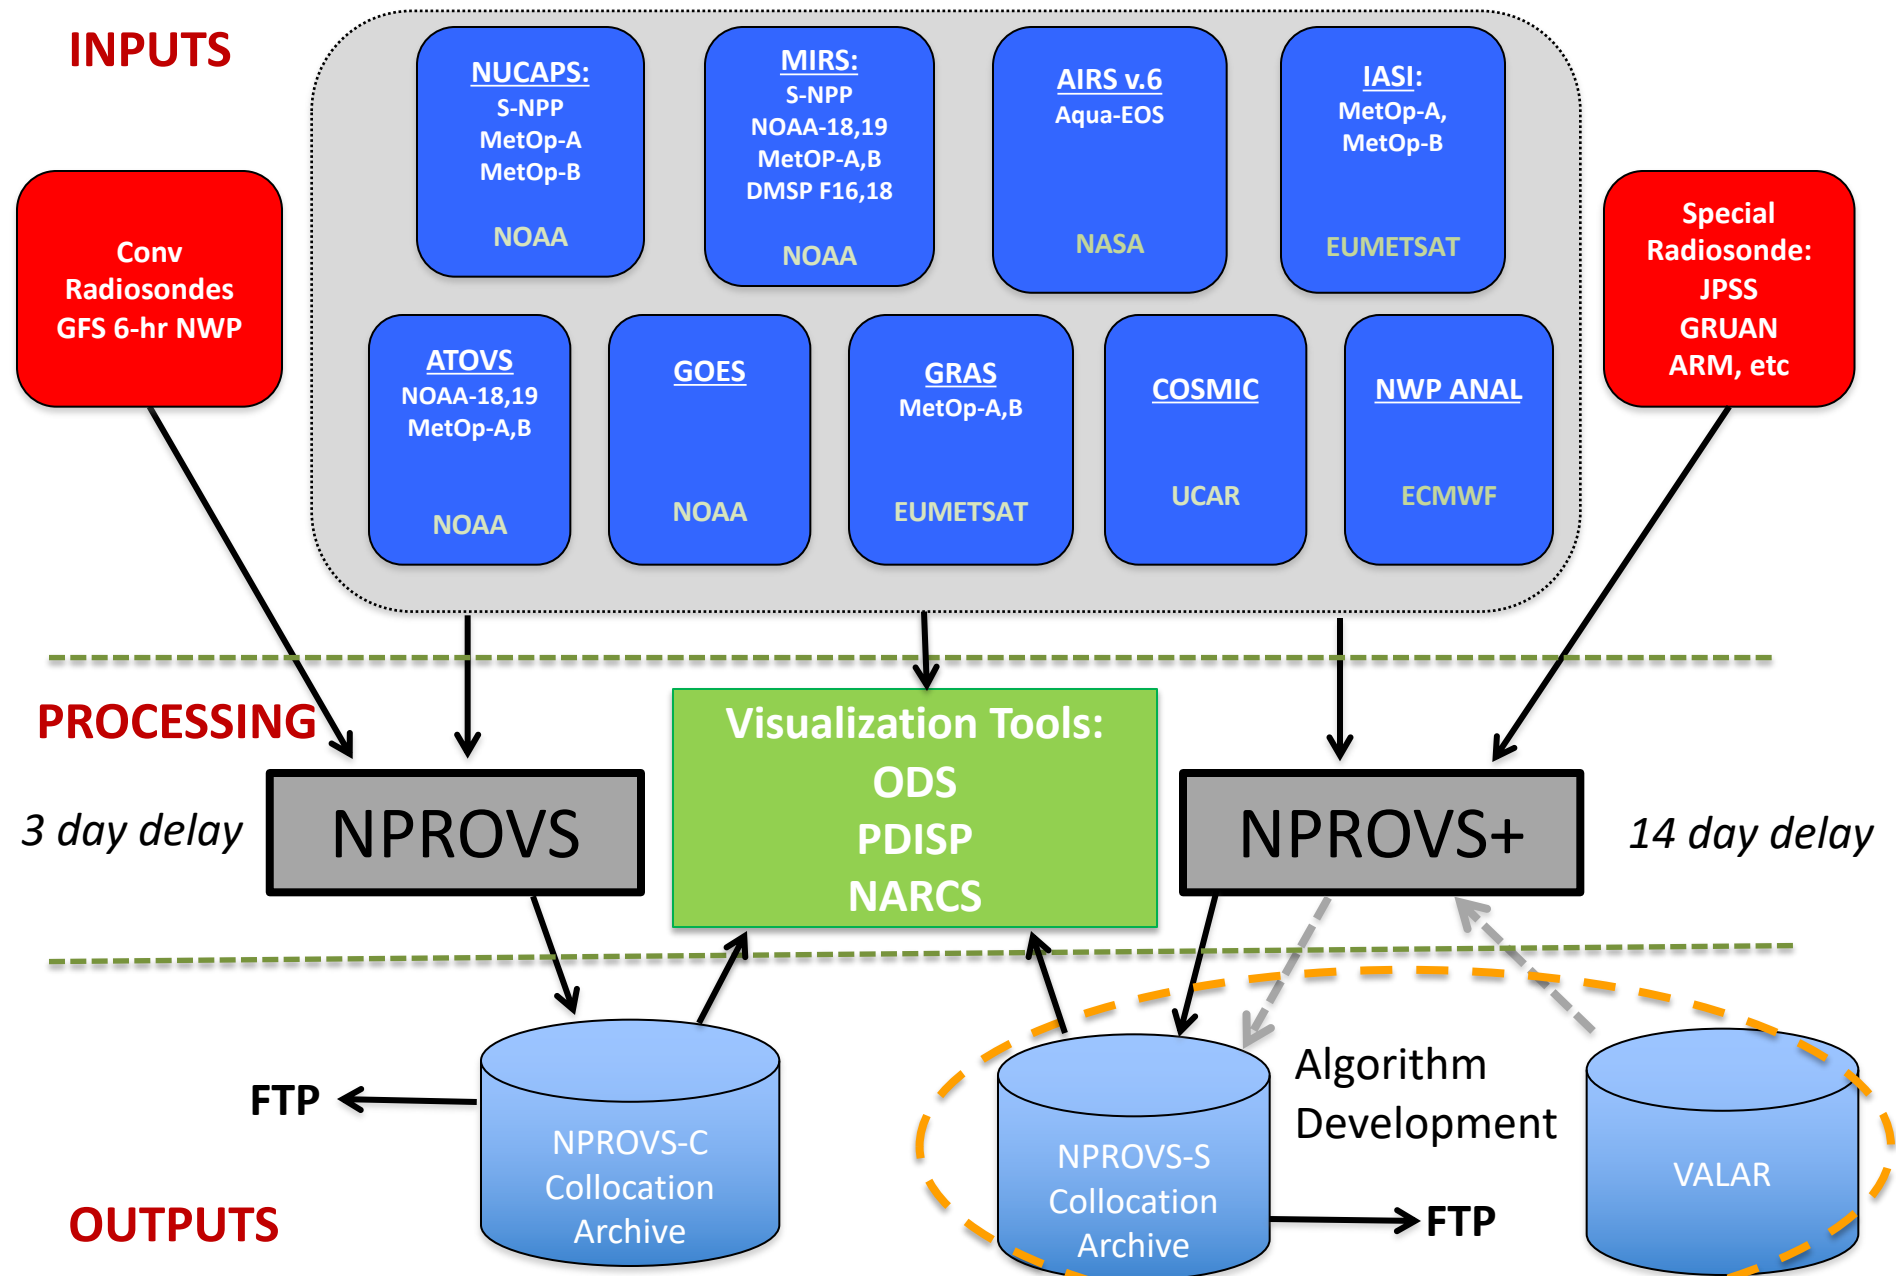 INPUTS
NUCAPS:
S-NPP
MetOp-A
MetOp-B
NOAA
MIRS:
S-NPP
NOAA-18,19
MetOP-A,B
DMSP F16,18
NOAA
AIRS v.6
Aqua-EOS
NASA
IASI:
MetOp-A,
MetOp-B
EUMETSAT
Conv
Radiosondes
GFS 6-hr NWP
Special
Radiosonde:
JPSS
GRUAN
ARM, etc
ATOVS
NOAA-18,19
MetOp-A,B
NOAA
GOES
NOAA
GRAS
MetOp-A,B
EUMETSAT
COSMIC
UCAR
NWP ANAL
ECMWF
PROCESSING
3 day delay
NPROVS
Visualization Tools:
ODS
PDISP
NARCS
NPROVS+
14 day delay
FTP
NPROVS-C
Collocation
Archive
NPROVS-S
Collocation
Archive
Algorithm
Development
FTP
VALAR
OUTPUTS